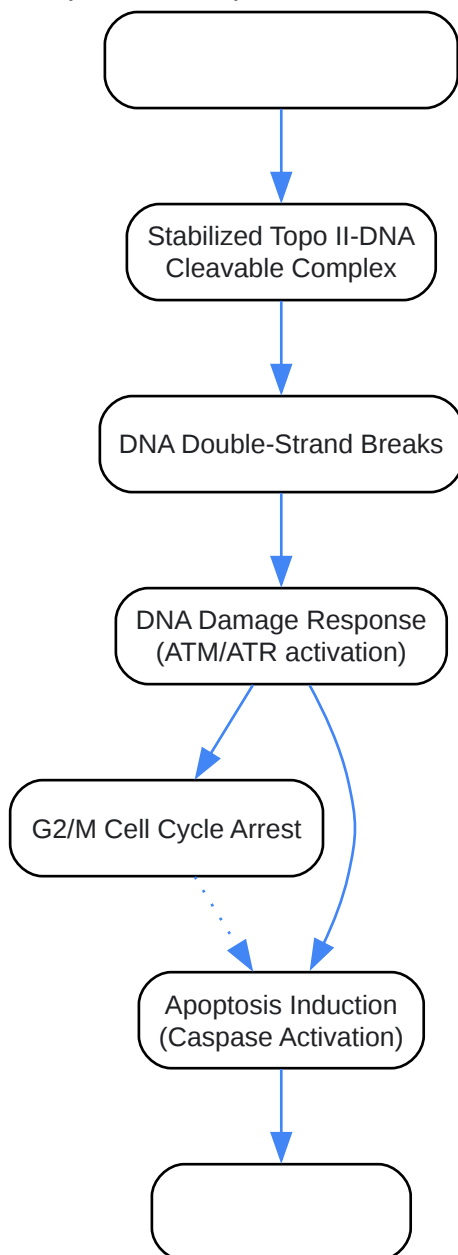 Stabilized Topo II-DNA
Cleavable Complex
DNA Double-Strand Breaks
DNA Damage Response
(ATM/ATR activation)
G2/M Cell Cycle Arrest
Apoptosis Induction
(Caspase Activation)